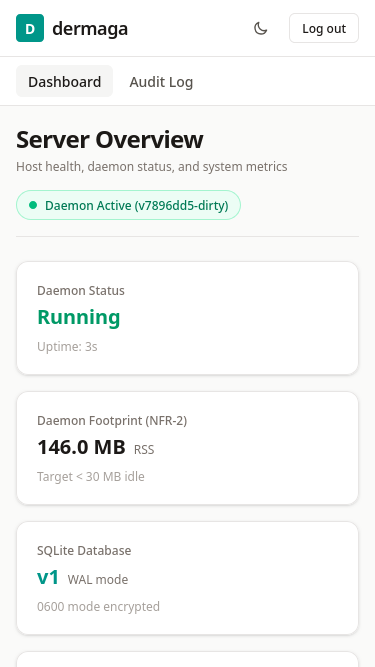 D dermaga Log out
Dashboard Audit Log
Server Overview
Host health, daemon status, and system metrics
Daemon Active (v7896dd5-dirty)
Daemon Status
Running
Uptime: 3s
Daemon Footprint (NFR-2)
146.0 MB RSS
Target < 30 MB idle
SQLite Database
v1 WAL mode
0600 mode encrypted